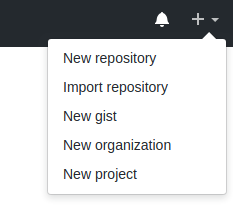 New repository
Import repository
New gist
New organization
New project